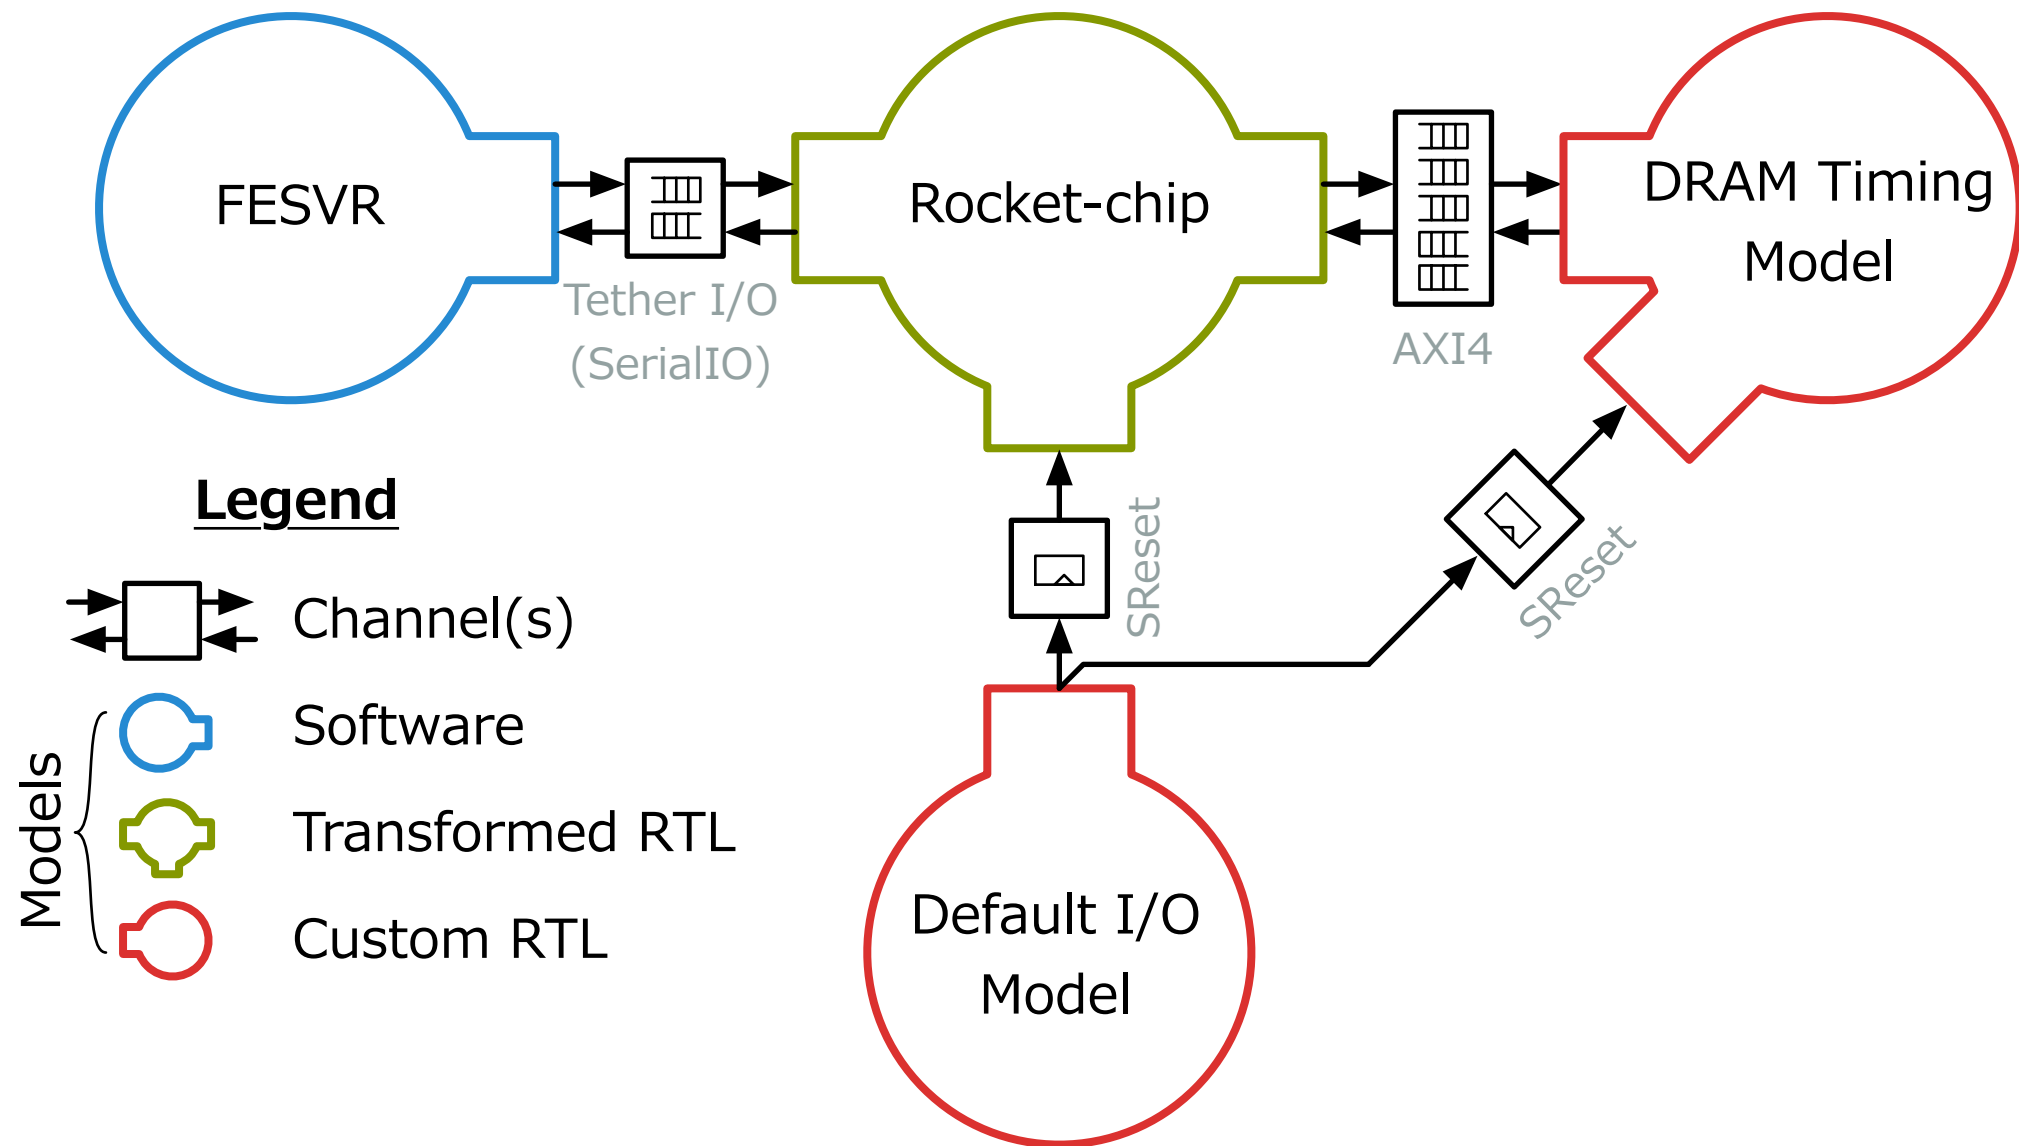 FESVR
Rocket-chip
DRAM Timing
Model
Tether I/O
(SerialIO)
AXI4
SReset
SReset
Legend
Channel(s)
Models
Software
Transformed RTL
Custom RTL
Default I/O
Model